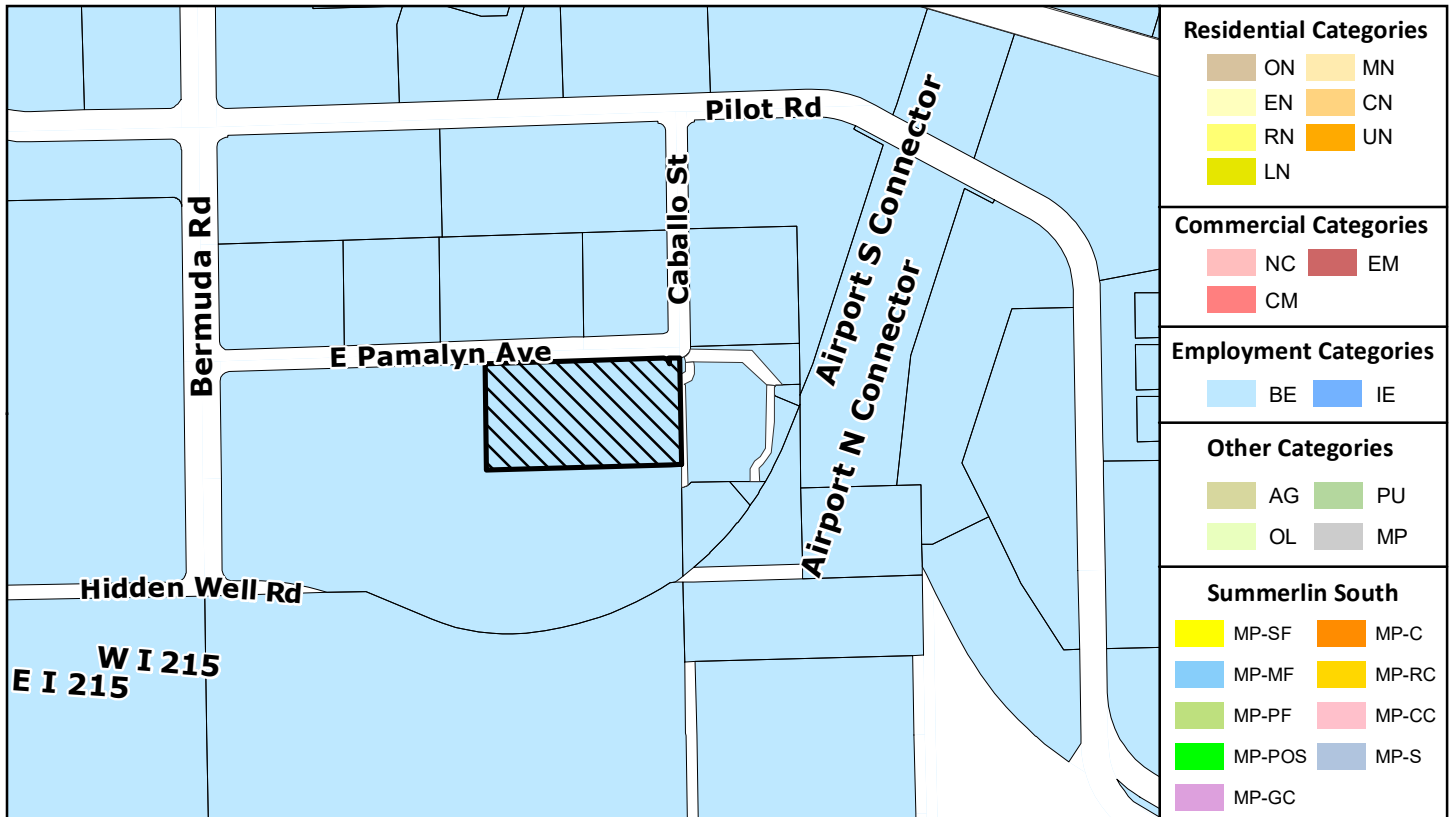 Pilot Rd
Caballo St
Bermuda Rd
Airport S Connector
Airport N Connector
E Pamalyn Ave
Hidden Well Rd
W I 215
E I 215
Residential Categories
ON MN
EN CN
RN UN
LN
Commercial Categories
NC EM
CM
Employment Categories
BE IE
Other Categories
AG PU
OL MP
Summerlin South
MP-SF MP-C
MP-MF MP-RC
MP-PF MP-CC
MP-POS MP-S
MP-GC